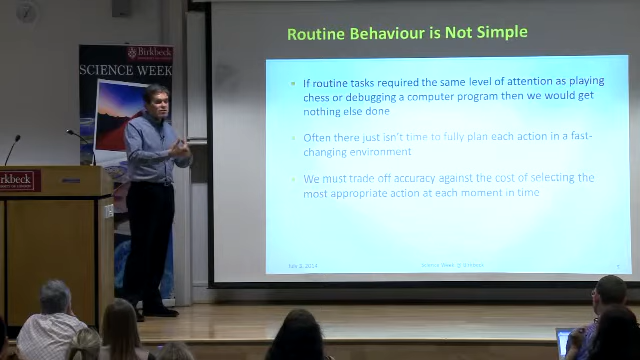 Routine Behaviour is Not Simple
Birkbeck
SCIENCE WEEK
If routine tasks required the same level of attention as playing
chess or debugging a computer program then we would get
nothing else done
Often there just isn't time to fully plan each action in a fast-
changing environment
We must trade off accuracy against the cost of selecting the
most appropriate action at each moment in time
rkbeck